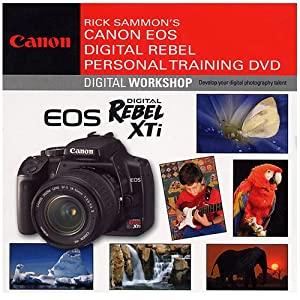 RICK SAMMON'S
Canon
CANON EOS
DIGITAL REBEL
PERSONAL TRAINING DVD
DIGITAL WORKSHOP
Develop your digital photography talent
DIGITAL
EOS REBEL
XTi
Canon
EOS